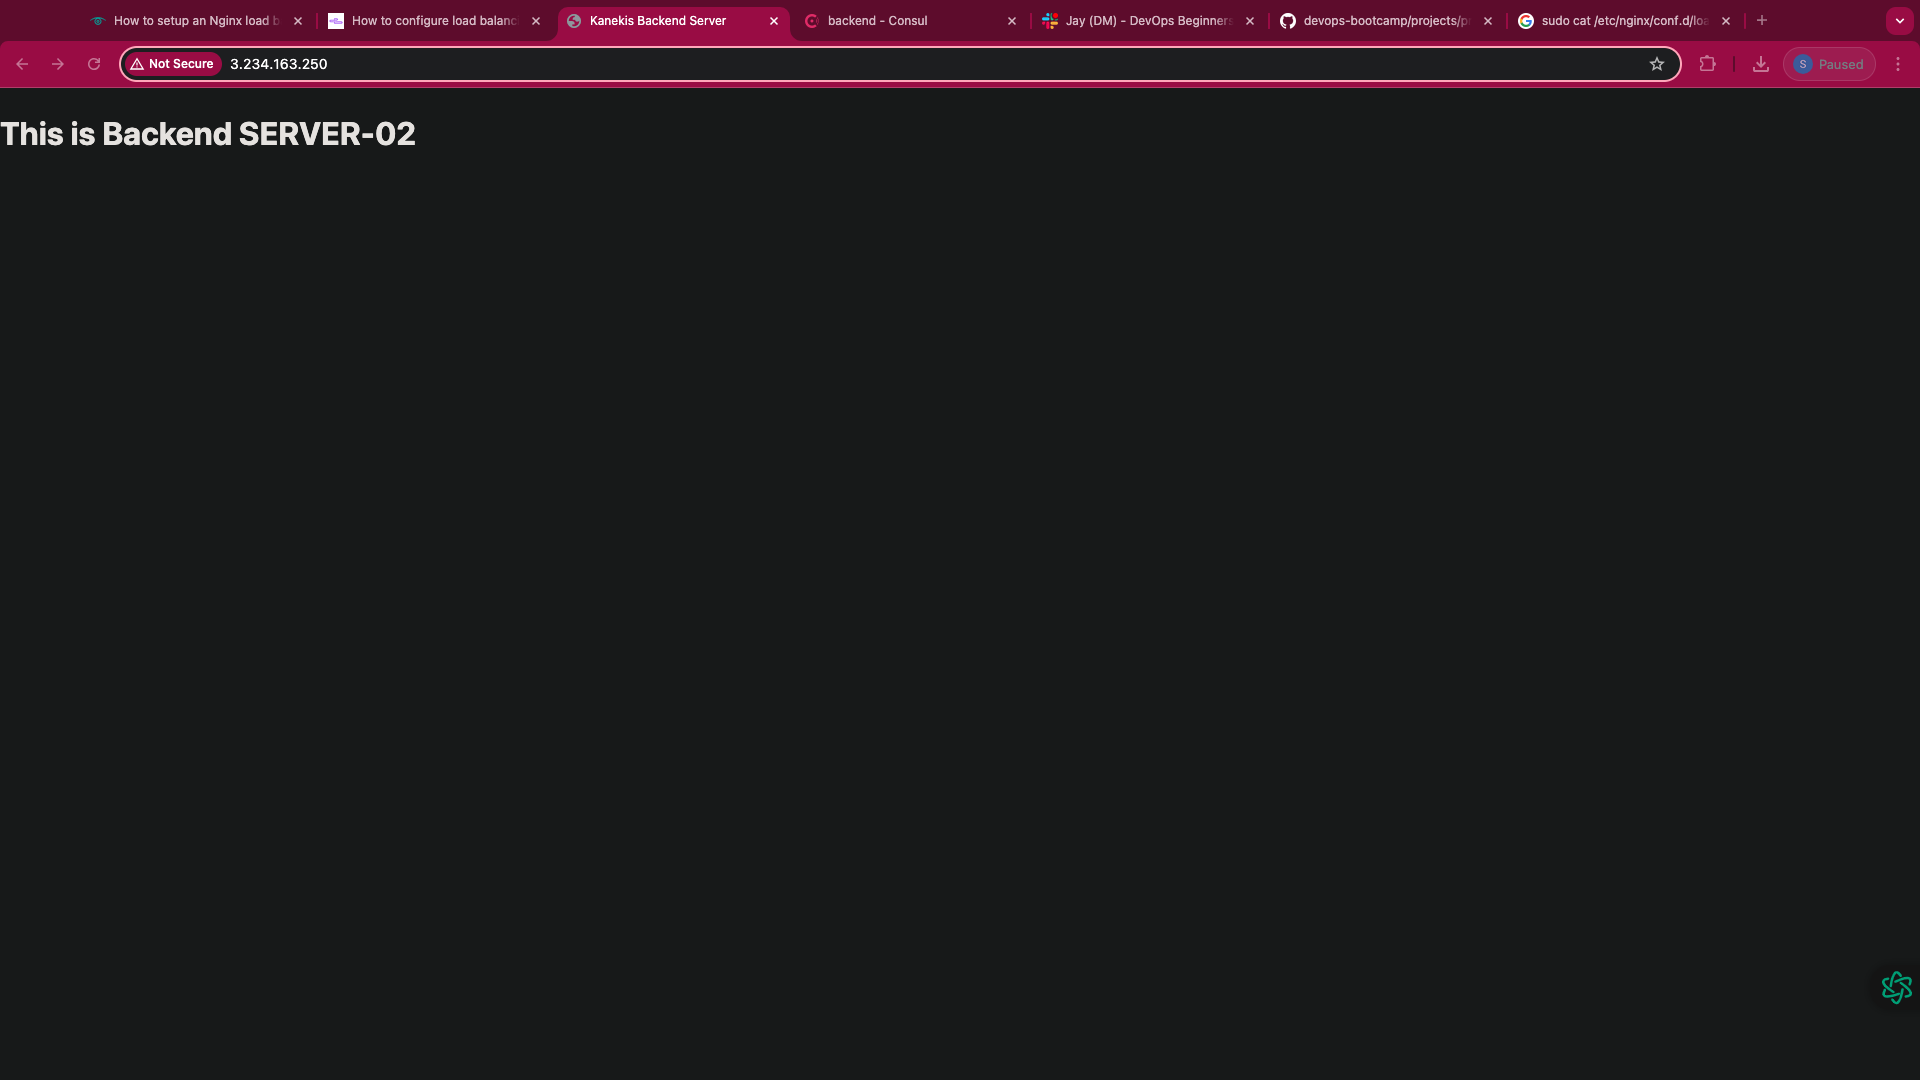 How to setup an Nginx load b
How to configure load balanc
Kanekis Backend Server
backend - Consul
Jay (DM) - DevOps Beginners
devops-bootcamp/projects/p
sudo cat /etc/nginx/conf.d/loa
Not Secure
3.234.163.250
S
Paused
This is Backend SERVER-02